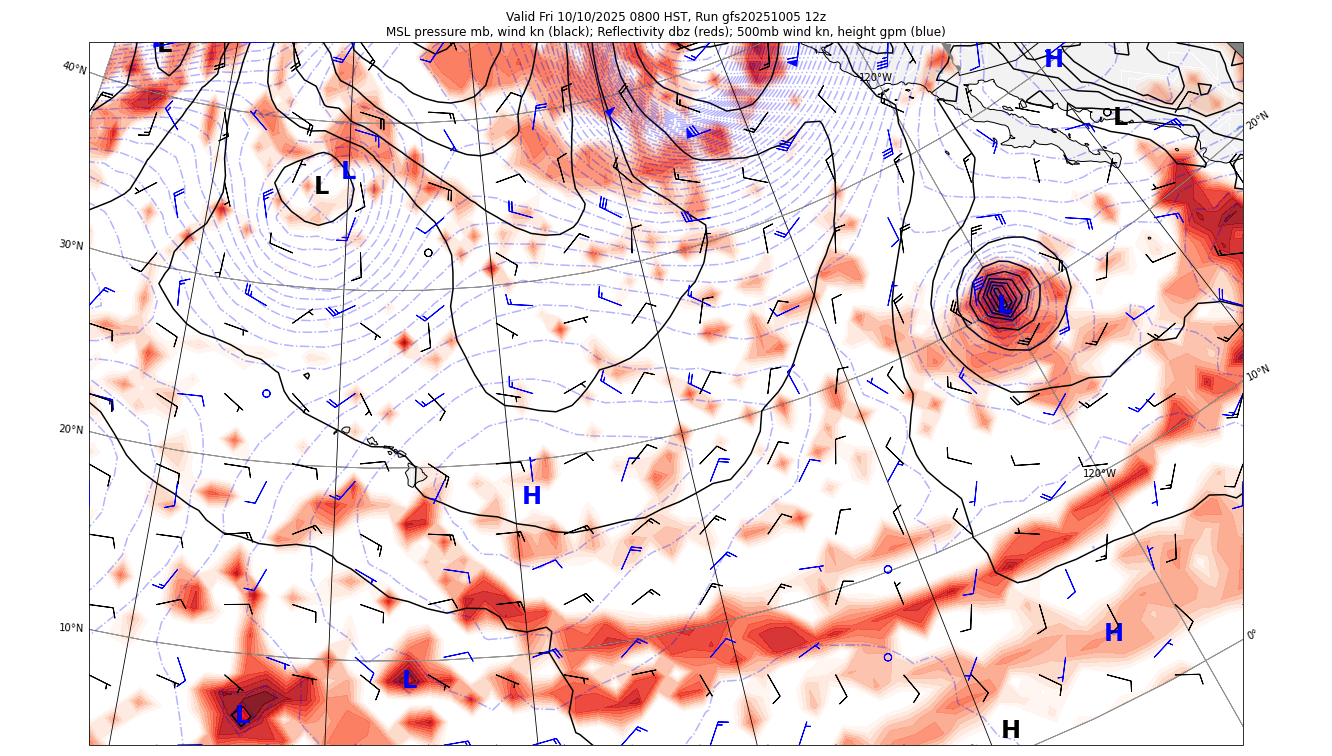 Valid Fri 10/10/2025 0800 HST, Run gfs20251005 12z
MSL pressure mb, wind kn (black); Reflectivity dbz (reds); 500mb wind kn, height gpm (blue)
L
H
40°N
120°W
L
20°N
L
L
30°N
L
10°N
20°N
120°W
H
10°N
H
0°
L
L
H